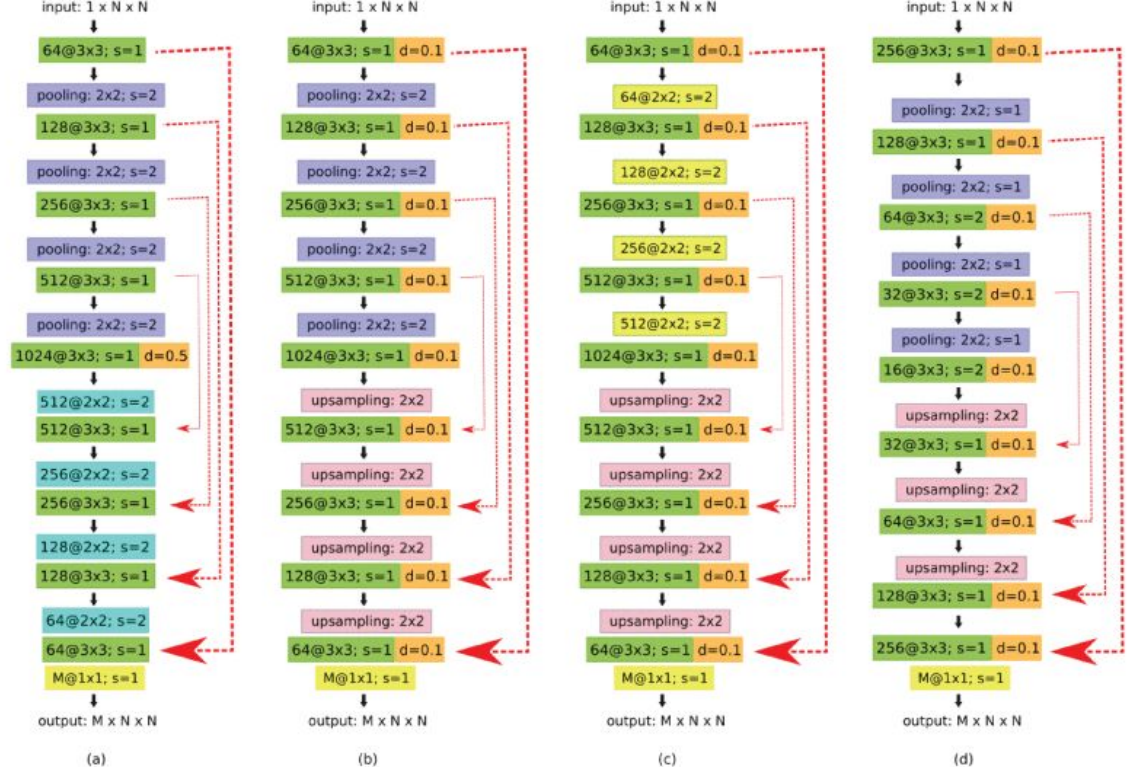 input: 1 x N x N
64@3x3; s=1
pooling: 2x2; s=2
128@3x3; s=1
pooling: 2x2; s=2
256@3x3; s=1
pooling: 2x2; s=2
512@3x3; s=1
pooling: 2x2; s=2
1024@3x3; s=1 d=0.5
512@2x2; s=2
512@3x3; s=1
256@2x2; s=2
256@3x3; s=1
128@2x2; s=2
128@3x3; s=1
64@2x2; s=2
64@3x3; s=1
M@1x1; s=1
output: M x N x N
(a)
input: 1 x N x N
64@3x3; s=1 d=0.1
pooling: 2x2; s=2
128@3x3; s=1 d=0.1
pooling: 2x2; s=2
256@3x3; s=1 d=0.1
pooling: 2x2; s=2
512@3x3; s=1 d=0.1
pooling: 2x2; s=2
1024@3x3; s=1 d=0.1
upsampling: 2x2
512@3x3; s=1 d=0.1
upsampling: 2x2
256@3x3; s=1 d=0.1
upsampling: 2x2
128@3x3; s=1 d=0.1
upsampling: 2x2
64@3x3; s=1 d=0.1
M@1x1; s=1
output: M x N x N
(b)
input: 1 x N x N
64@3x3; s=1 d=0.1
64@2x2; s=2
128@3x3; s=1 d=0.1
128@2x2; s=2
256@3x3; s=1 d=0.1
256@2x2; s=2
512@3x3; s=1 d=0.1
512@2x2; s=2
1024@3x3; s=1 d=0.1
upsampling: 2x2
512@3x3; s=1 d=0.1
upsampling: 2x2
256@3x3; s=1 d=0.1
upsampling: 2x2
128@3x3; s=1 d=0.1
upsampling: 2x2
64@3x3; s=1 d=0.1
M@1x1; s=1
output: M x N x N
(c)
input: 1 x N x N
256@3x3; s=1 d=0.1
pooling: 2x2; s=1
128@3x3; s=1 d=0.1
pooling: 2x2; s=1
64@3x3; s=2 d=0.1
pooling: 2x2; s=1
32@3x3; s=2 d=0.1
pooling: 2x2; s=1
16@3x3; s=2 d=0.1
upsampling: 2x2
32@3x3; s=1 d=0.1
upsampling: 2x2
64@3x3; s=1 d=0.1
upsampling: 2x2
128@3x3; s=1 d=0.1
256@3x3; s=1 d=0.1
M@1x1; s=1
output: M x N x N
(d)